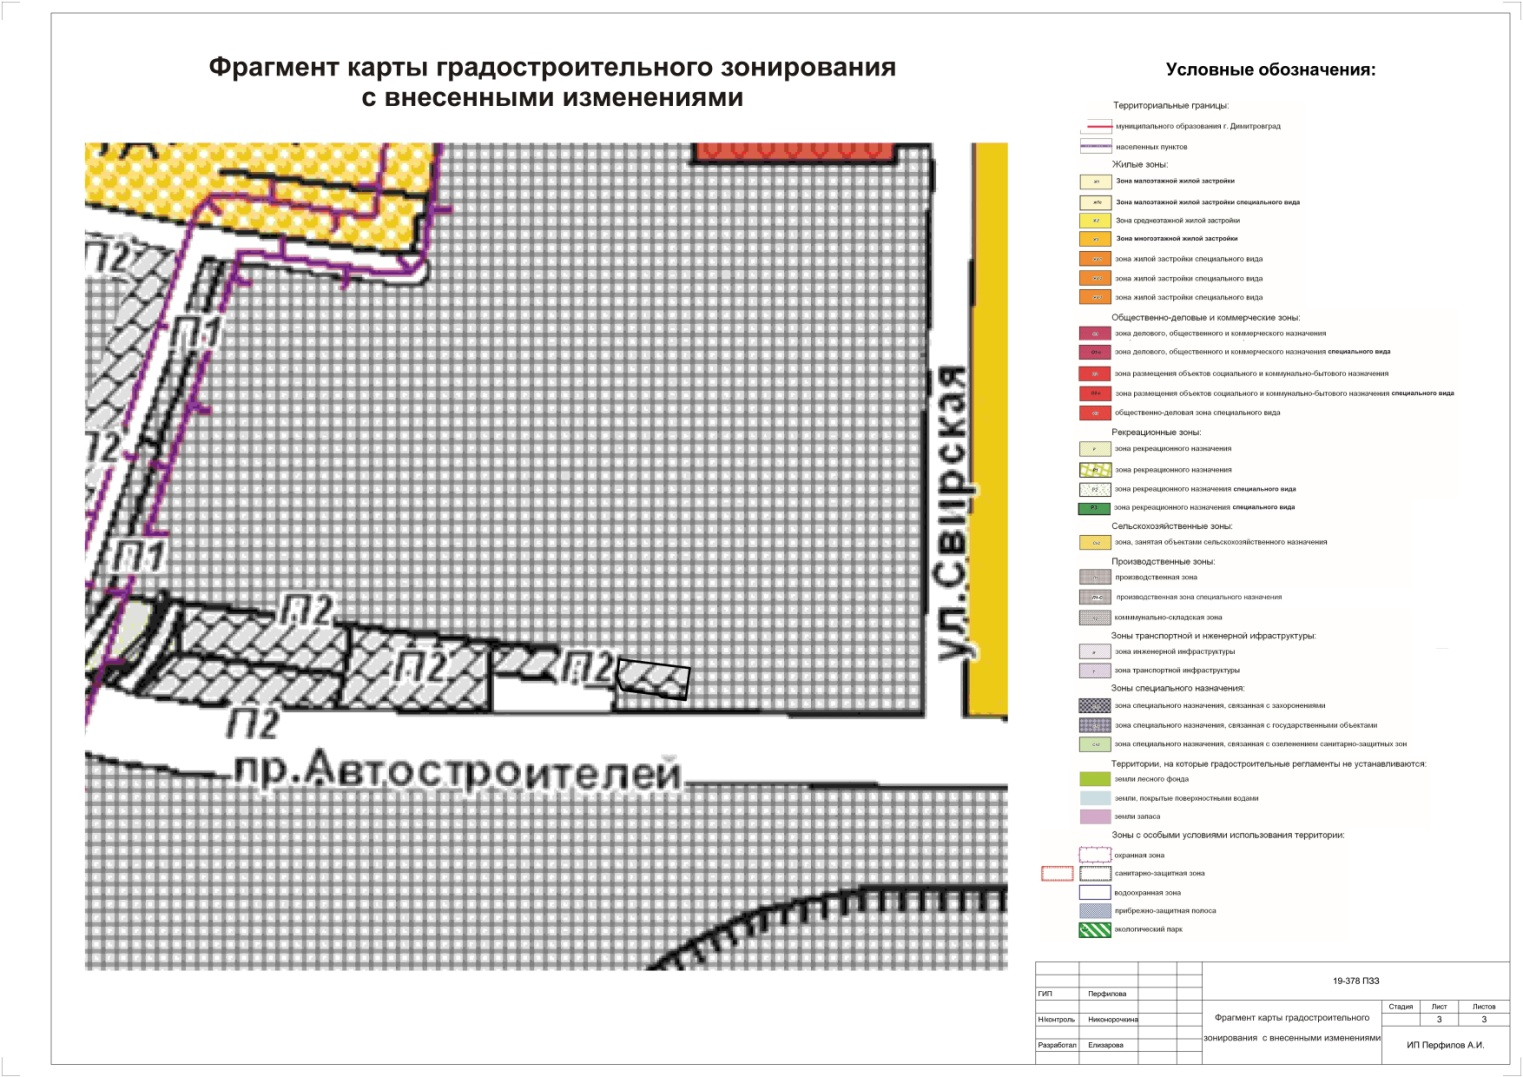 Фрагмент карты градостроительного зонирования
с внесенными изменениями
П2
П1
П2
П1
П2
П2
П2
П2
пр.Автостроителей
ул.Свирская
Условные обозначения:
Территориальные границы:
муниципального образования г. Димитровград
населенных пунктов
Жилые зоны:
Зона малоэтажной жилой застройки
Зона малоэтажной жилой застройки специального вида
Зона среднеэтажной жилой застройки
Зона многоэтажной жилой застройки
зона жилой застройки специального вида
зона жилой застройки специального вида
зона жилой застройки специального вида
Общественно-деловые и коммерческие зоны:
зона делового, общественного и коммерческого назначения
зона делового, общественного и коммерческого назначения специального вида
зона размещения объектов социального и коммунально-бытового назначения
зона размещения объектов социального и коммунально-бытового назначения специального вида
общественно-деловая зона специального вида
Рекреационные зоны:
зона рекреационного назначения
зона рекреационного назначения
зона рекреационного назначения специального вида
зона рекреационного назначения специального вида
Сельскохозяйственные зоны:
зона, занятая объектами сельскохозяйственного назначения
Производственные зоны:
производственная зона
производственная зона специального назначения
коммунально-складская зона
Зоны транспортной и инженерной ифраструктуры:
зона инженерной инфраструктуры
зона транспортной инфраструктуры
Зоны специального назначения:
зона специального назначения, связанная с захоронениями
зона специального назначения, связанная с государственными объектами
зона специального назначения, связанная с озеленением санитарно-защитных зон
Территории, на которые градостроительные регламенты не устанавливаются:
земли лесного фонда
земли, покрытые поверхностными водами
земли запаса
Зоны с особыми условиями использования территории:
охранная зона
санитарно-защитная зона
водоохранная зона
прибрежно-защитная полоса
экологический парк
19-378 ПЗЗ
ГИП Перфилова
Н/контроль Никонорочкина
Разработал Елизарова
Фрагмент карты градостроительного
зонирования с внесенными изменениями
Стадия Лист Листов
3 3
ИП Перфилов А.И.